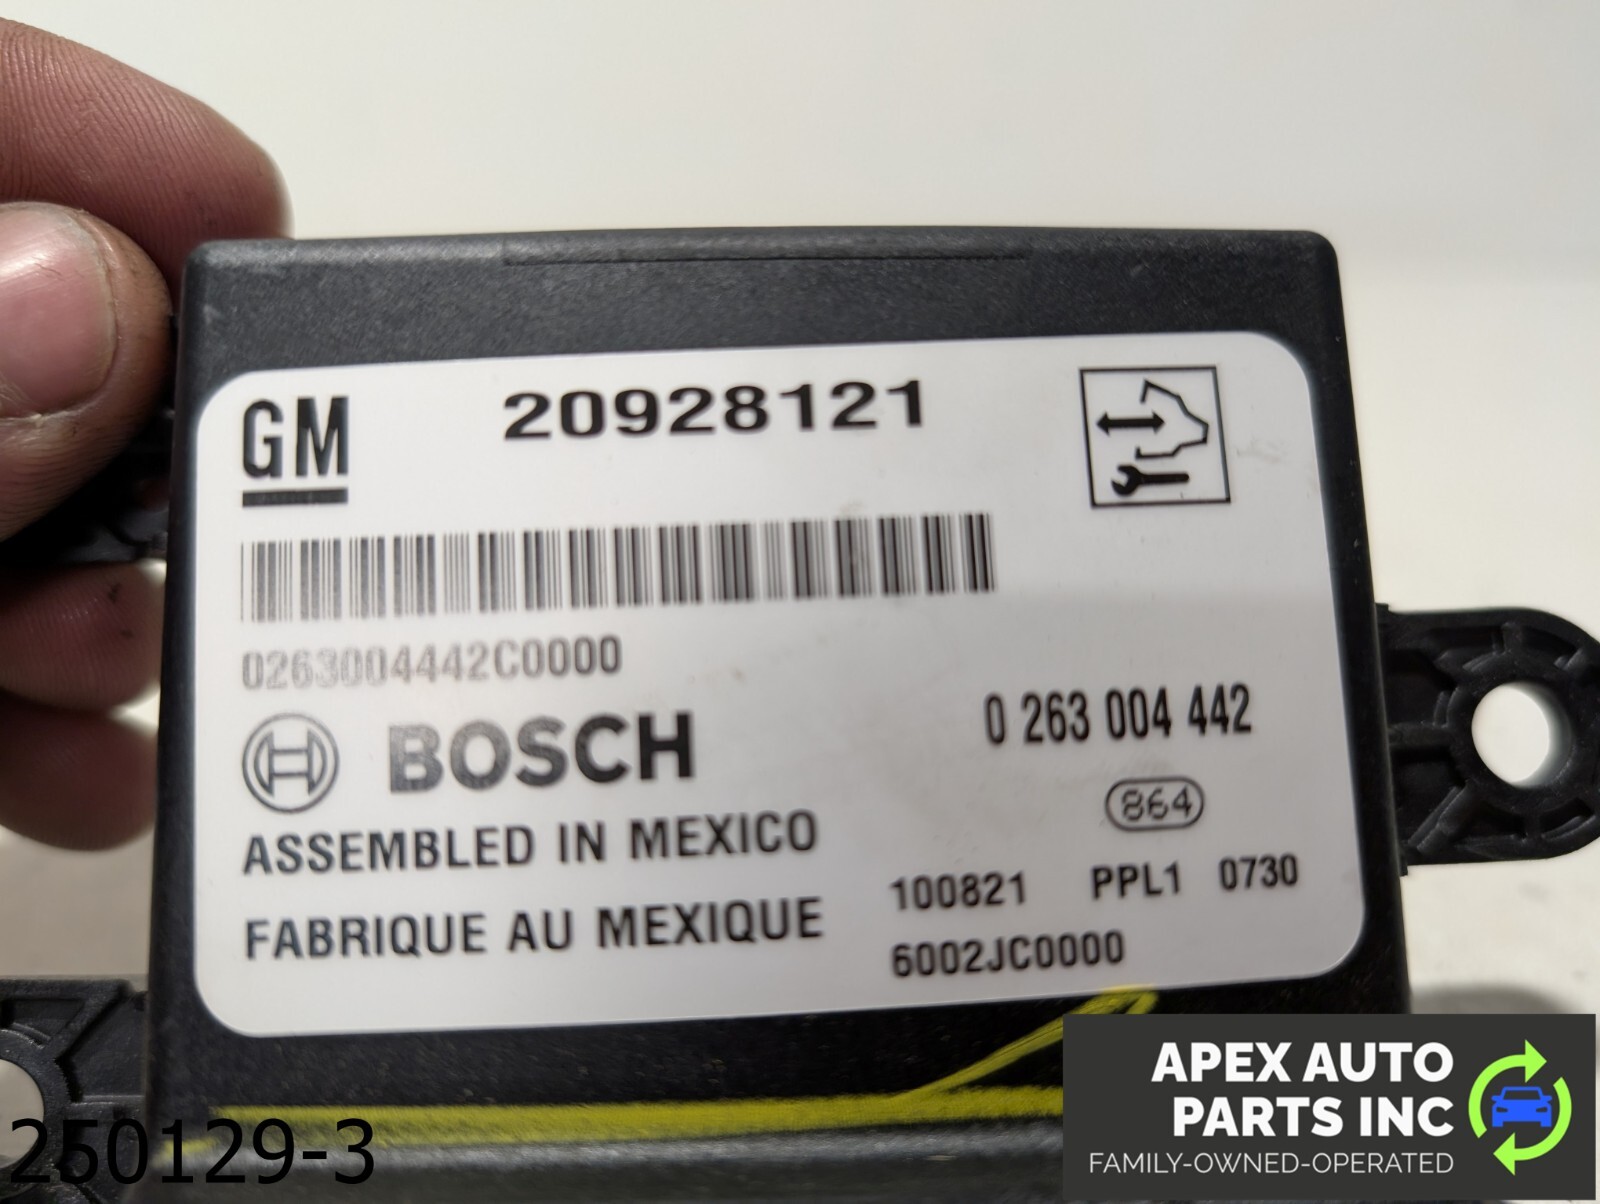 GM 20928121
0263004442C0000
BOSCH 0 263 004 442
864
ASSEMBLED IN MEXICO
100821 PPL1 0730
FABRIQUE AU MEXIQUE
6002JC0000
APEX AUTO
PARTS INC
FAMILY-OWNED-OPERATED
250129-3